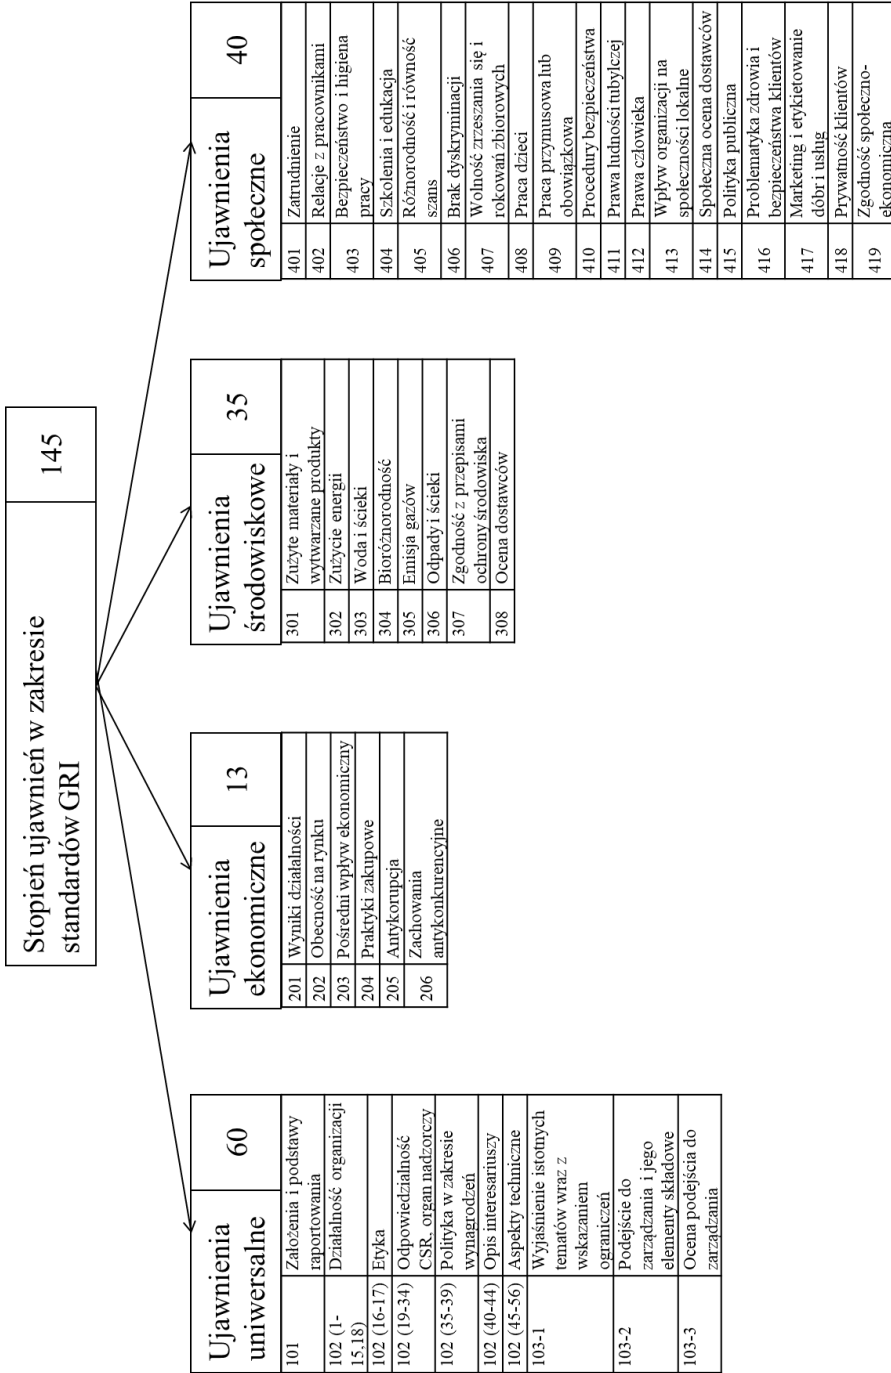 Stopień ujawnień w zakresie
standardów GRI
145
Ujawnienia
uniwersalne
60
101
Założenia i podstawy
raportowania
102 (1-
15,18)
Działalność organizacji
102 (16-17)
Etyka
102 (19-34)
Odpowiedzialność
CSR, organ nadzorczy
102 (35-39)
Polityka w zakresie
wynagrodzeń
102 (40-44)
Opis interesariuszy
102 (45-56)
Aspekty techniczne
103-1
Wyjaśnienie istotnych
tematów wraz z
wskazaniem
ograniczeń
103-2
Podejście do
zarządzania i jego
elementy składowe
103-3
Ocena podejścia do
zarządzania
Ujawnienia
ekonomiczne
13
201
Wyniki działalności
202
Obecność na rynku
203
Pośredni wpływ ekonomiczny
204
Praktyki zakupowe
205
Antykorupcja
206
Zachowania
antykonkurencyjne
Ujawnienia
środowiskowe
35
301
Zużyte materiały i
wytwarzane produkty
302
Zużycie energii
303
Woda i ścieki
304
Bioróżnorodność
305
Emisja gazów
306
Odpady i ścieki
307
Zgodność z przepisami
ochrony środowiska
308
Ocena dostawców
Ujawnienia
społeczne
40
401
Zatrudnienie
402
Relacje z pracownikami
403
Bezpieczeństwo i higiena
pracy
404
Szkolenia i edukacja
405
Różnorodność i równość
szans
406
Brak dyskryminacji
407
Wolność zrzeszania się i
rokowań zbiorowych
408
Praca dzieci
409
Praca przymusowa lub
obowiązkowa
410
Procedury bezpieczeństwa
411
Prawa ludności tubylczej
412
Prawa człowieka
413
Wpływ organizacji na
społeczności lokalne
414
Społeczna ocena dostawców
415
Polityka publiczna
416
Problematyka zdrowia i
bezpieczeństwa klientów
417
Marketing i etykietowanie
dóbr i usług
418
Prywatność klientów
419
Zgodność społeczno-
ekonomiczna